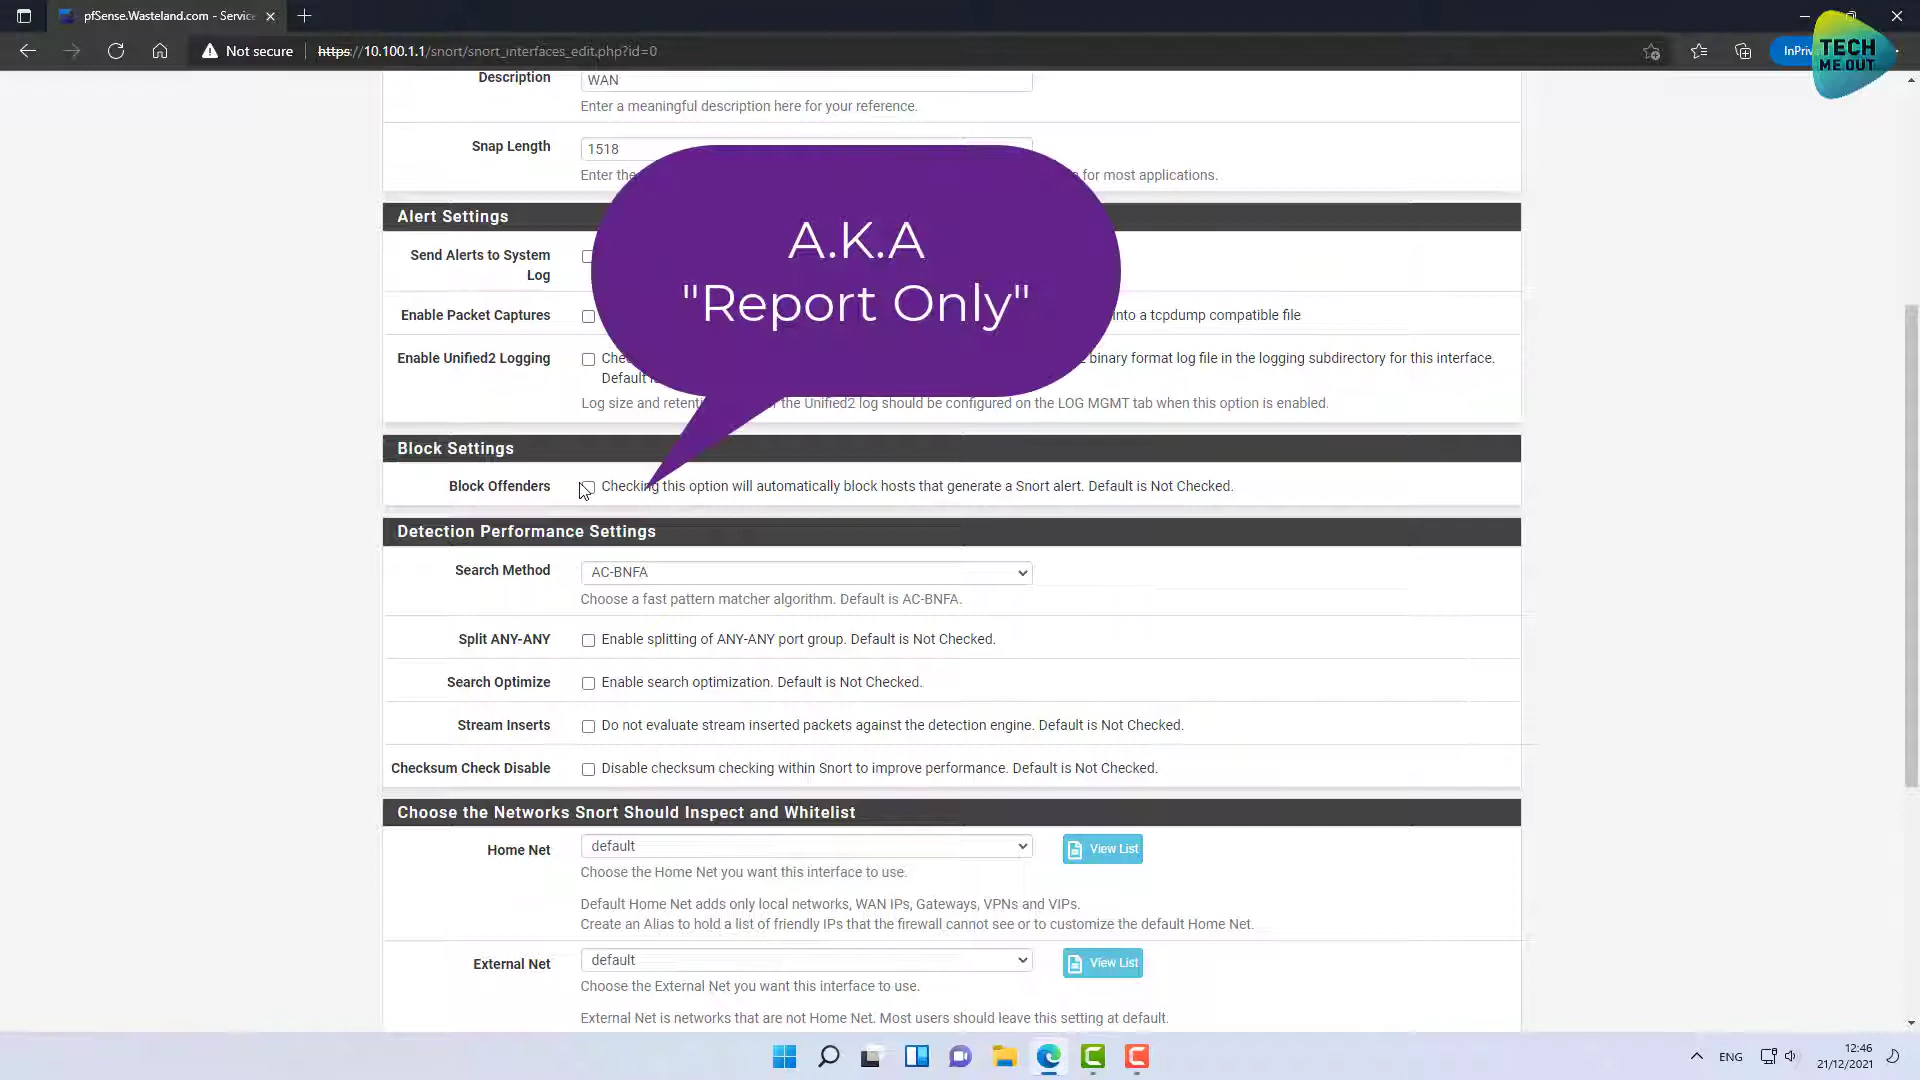 pfSense.Wasteland.com - Service
Not secure
https://10.100.1.1/snort/snort_interfaces_edit.php?id=0
InPriv
TECH
ME OUT
Description
WAN
Enter a meaningful description here for your reference.
Snap Length
1518
Enter the
for most applications.
Alert Settings
A.K.A
"Report Only"
Send Alerts to System
Log
Enable Packet Captures
into a tcpdump compatible file
Enable Unified2 Logging
binary format log file in the logging subdirectory for this interface.
Default
Log size and
the Unified2 log should be configured on the LOG MGMT tab when this option is enabled.
Block Settings
Block Offenders
Checking this option will automatically block hosts that generate a Snort alert. Default is Not Checked.
Detection Performance Settings
Search Method
AC-BNFA
Choose a fast pattern matcher algorithm. Default is AC-BNFA.
Split ANY-ANY
Enable splitting of ANY-ANY port group. Default is Not Checked.
Search Optimize
Enable search optimization. Default is Not Checked.
Stream Inserts
Do not evaluate stream inserted packets against the detection engine. Default is Not Checked.
Checksum Check Disable
Disable checksum checking within Snort to improve performance. Default is Not Checked.
Choose the Networks Snort Should Inspect and Whitelist
Home Net
default
View List
Choose the Home Net you want this interface to use.
Default Home Net adds only local networks, WAN IPs, Gateways, VPNs and VIPs.
Create an Alias to hold a list of friendly IPs that the firewall cannot see or to customize the default Home Net.
External Net
default
View List
Choose the External Net you want this interface to use.
External Net is networks that are not Home Net. Most users should leave this setting at default.
ENG
12:46
21/12/2021